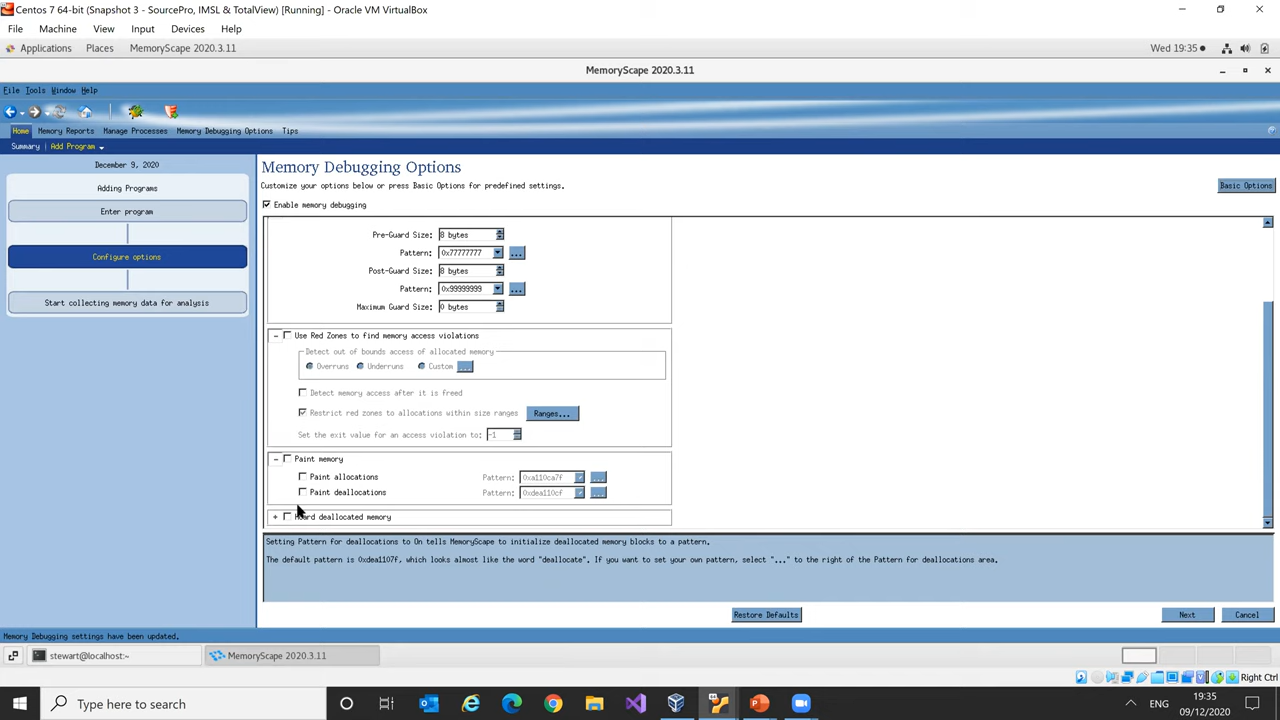 Centos 7 64-bit (Snapshot 3 - SourcePro, IMSL & TotalView) [Running] - Oracle VM VirtualBox
File Machine View Input Devices Help
Applications Places MemoryScape 2020.3.11 Wed 19:35
MemoryScape 2020.3.11
File Tools Window Help
Home Memory Reports Manage Processes Memory Debugging Options Tips
Summary Add Program
December 9, 2020
Adding Programs
Enter program
Configure options
Start collecting memory data for analysis
Memory Debugging Options
Customize your options below or press Basic Options for predefined settings.
Basic Options
Enable memory debugging
Pre-Guard Size: 8 bytes
Pattern: 0x77777777 ...
Post-Guard Size: 8 bytes
Pattern: 0x99999999 ...
Maximum Guard Size: 0 bytes
Use Red Zones to find memory access violations
Detect out of bounds access of allocated memory
Overruns Underruns Custom ...
Detect memory access after it is freed
Restrict red zones to allocations within size ranges Ranges...
Set the exit value for an access violation to: -1
Paint memory
Paint allocations Pattern: 0xa110ca7f ...
Paint deallocations Pattern: 0xdea110cf ...
Hoard deallocated memory
Setting Pattern for deallocations to On tells MemoryScape to initialize deallocated memory blocks to a pattern.
The default pattern is 0xdea1107f, which looks almost like the word "deallocate". If you want to set your own pattern, select "..." to the right of the Pattern for deallocations area.
Restore Defaults Next Cancel
Memory Debugging settings have been updated.
stewart@localhost:~ MemoryScape 2020.3.11
Right Ctrl
Type here to search
ENG
19:35
09/12/2020